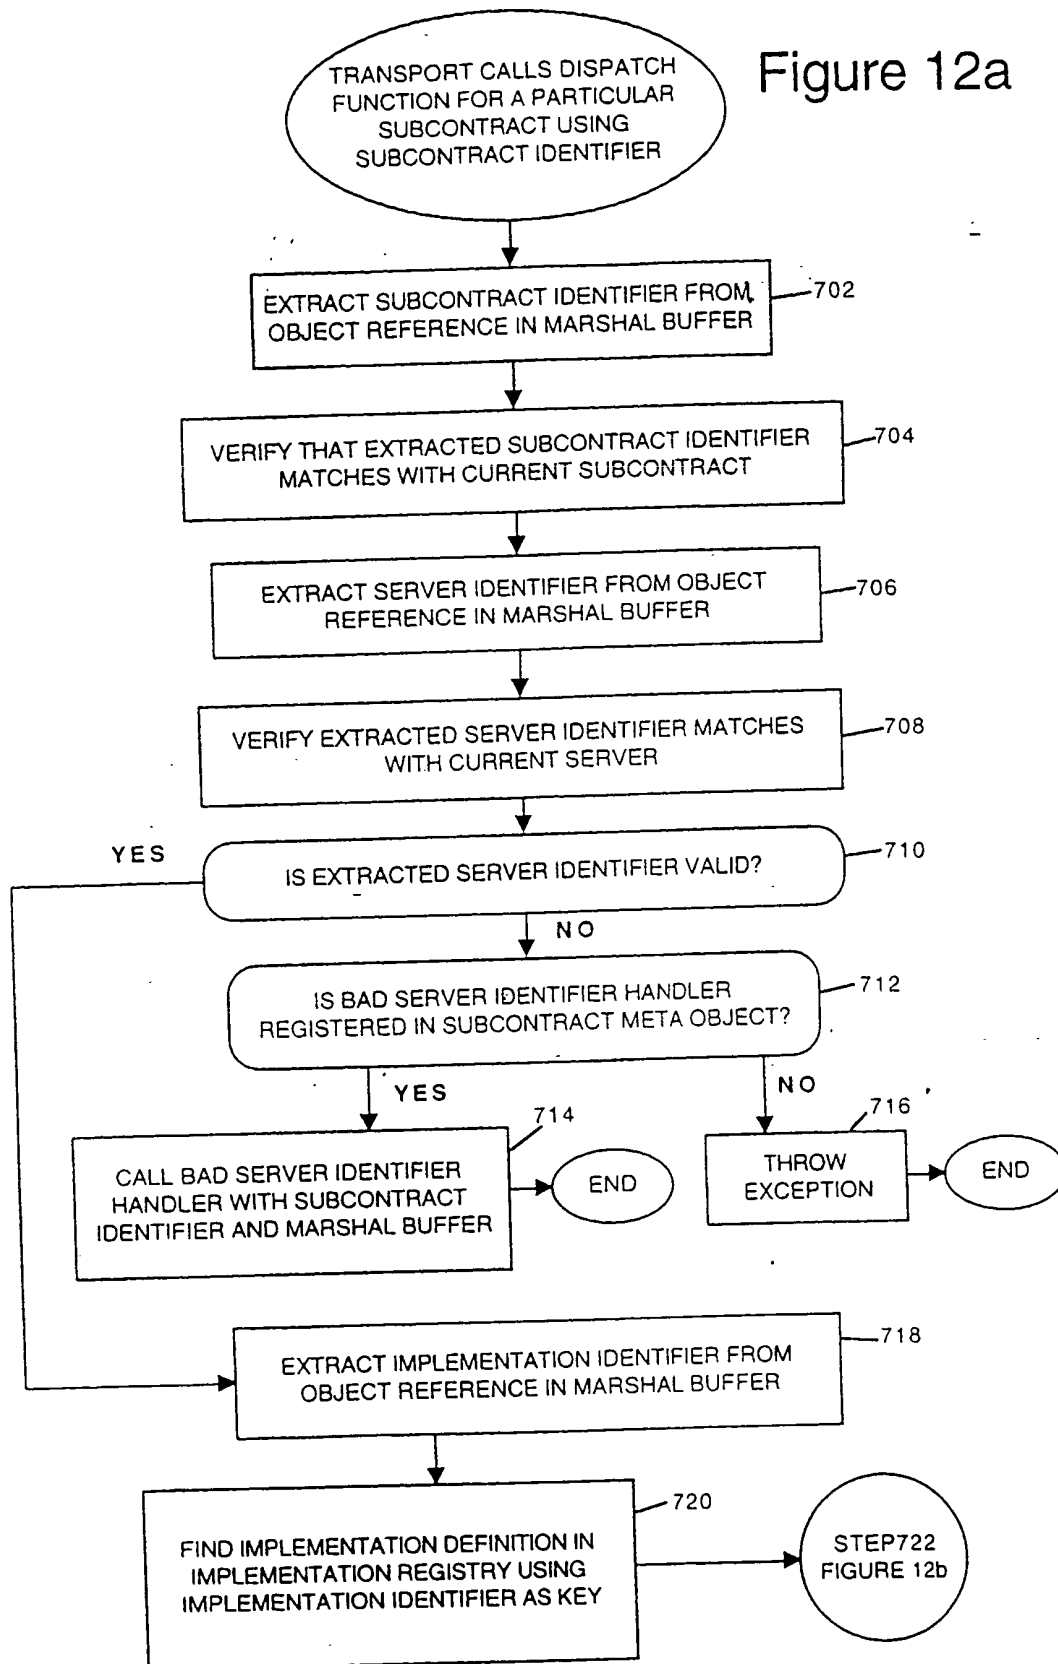 Figure 12a
TRANSPORT CALLS DISPATCH
FUNCTION FOR A PARTICULAR
SUBCONTRACT USING
SUBCONTRACT IDENTIFIER
EXTRACT SUBCONTRACT IDENTIFIER FROM
OBJECT REFERENCE IN MARSHAL BUFFER
702
VERIFY THAT EXTRACTED SUBCONTRACT IDENTIFIER
MATCHES WITH CURRENT SUBCONTRACT
704
EXTRACT SERVER IDENTIFIER FROM OBJECT
REFERENCE IN MARSHAL BUFFER
706
VERIFY EXTRACTED SERVER IDENTIFIER MATCHES
WITH CURRENT SERVER
708
YES
IS EXTRACTED SERVER IDENTIFIER VALID?
710
NO
IS BAD SERVER IDENTIFIER HANDLER
REGISTERED IN SUBCONTRACT META OBJECT?
712
YES
NO
714
CALL BAD SERVER IDENTIFIER
HANDLER WITH SUBCONTRACT
IDENTIFIER AND MARSHAL BUFFER
END
716
THROW
EXCEPTION
END
718
EXTRACT IMPLEMENTATION IDENTIFIER FROM
OBJECT REFERENCE IN MARSHAL BUFFER
720
FIND IMPLEMENTATION DEFINITION IN
IMPLEMENTATION REGISTRY USING
IMPLEMENTATION IDENTIFIER AS KEY
STEP722
FIGURE 12b